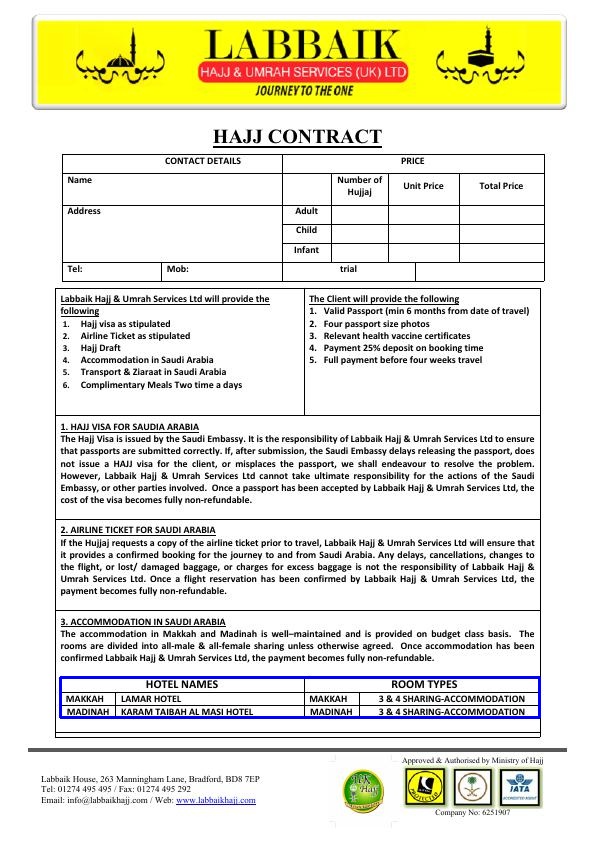 LABBAIK
HAJJ & UMRAH SERVICES (UK) LTD
JOURNEY TO THE ONE
HAJJ CONTRACT
CONTACT DETAILS PRICE
Name Number of Hujjaj Unit Price Total Price
Address Adult
Child
Infant
Tel: Mob: trial
Labbaik Hajj & Umrah Services Ltd will provide the
following
1. Hajj visa as stipulated
2. Airline Ticket as stipulated
3. Hajj Draft
4. Accommodation in Saudi Arabia
5. Transport & Ziaraat in Saudi Arabia
6. Complimentary Meals Two time a days
The Client will provide the following
1. Valid Passport (min 6 months from date of travel)
2. Four passport size photos
3. Relevant health vaccine certificates
4. Payment 25% deposit on booking time
5. Full payment before four weeks travel
1. HAJJ VISA FOR SAUDIA ARABIA
The Hajj Visa is issued by the Saudi Embassy. It is the responsibility of Labbaik Hajj & Umrah Services Ltd to ensure
that passports are submitted correctly. If, after submission, the Saudi Embassy delays releasing the passport, does
not issue a HAJJ visa for the client, or misplaces the passport, we shall endeavour to resolve the problem.
However, Labbaik Hajj & Umrah Services Ltd cannot take ultimate responsibility for the actions of the Saudi
Embassy, or other parties involved. Once a passport has been accepted by Labbaik Hajj & Umrah Services Ltd, the
cost of the visa becomes fully non-refundable.
2. AIRLINE TICKET FOR SAUDI ARABIA
If the Hujjaj requests a copy of the airline ticket prior to travel, Labbaik Hajj & Umrah Services Ltd will ensure that
it provides a confirmed booking for the journey to and from Saudi Arabia. Any delays, cancellations, changes to
the flight, or lost/ damaged baggage, or charges for excess baggage is not the responsibility of Labbaik Hajj &
Umrah Services Ltd. Once a flight reservation has been confirmed by Labbaik Hajj & Umrah Services Ltd, the
payment becomes fully non-refundable.
3. ACCOMMODATION IN SAUDI ARABIA
The accommodation in Makkah and Madinah is well–maintained and is provided on budget class basis. The
rooms are divided into all-male & all-female sharing unless otherwise agreed. Once accommodation has been
confirmed Labbaik Hajj & Umrah Services Ltd, the payment becomes fully non-refundable.
HOTEL NAMES ROOM TYPES
MAKKAH LAMAR HOTEL MAKKAH 3 & 4 SHARING-ACCOMMODATION
MADINAH KARAM TAIBAH AL MASI HOTEL MADINAH 3 & 4 SHARING-ACCOMMODATION
Approved & Authorised by Ministry of Hajj
Labbaik House, 263 Manningham Lane, Bradford, BD8 7EP
Tel: 01274 495 495 / Fax: 01274 495 292
Email: info@labbaikhajj.com / Web: www.labbaikhajj.com
IATA
Company No: 6251907